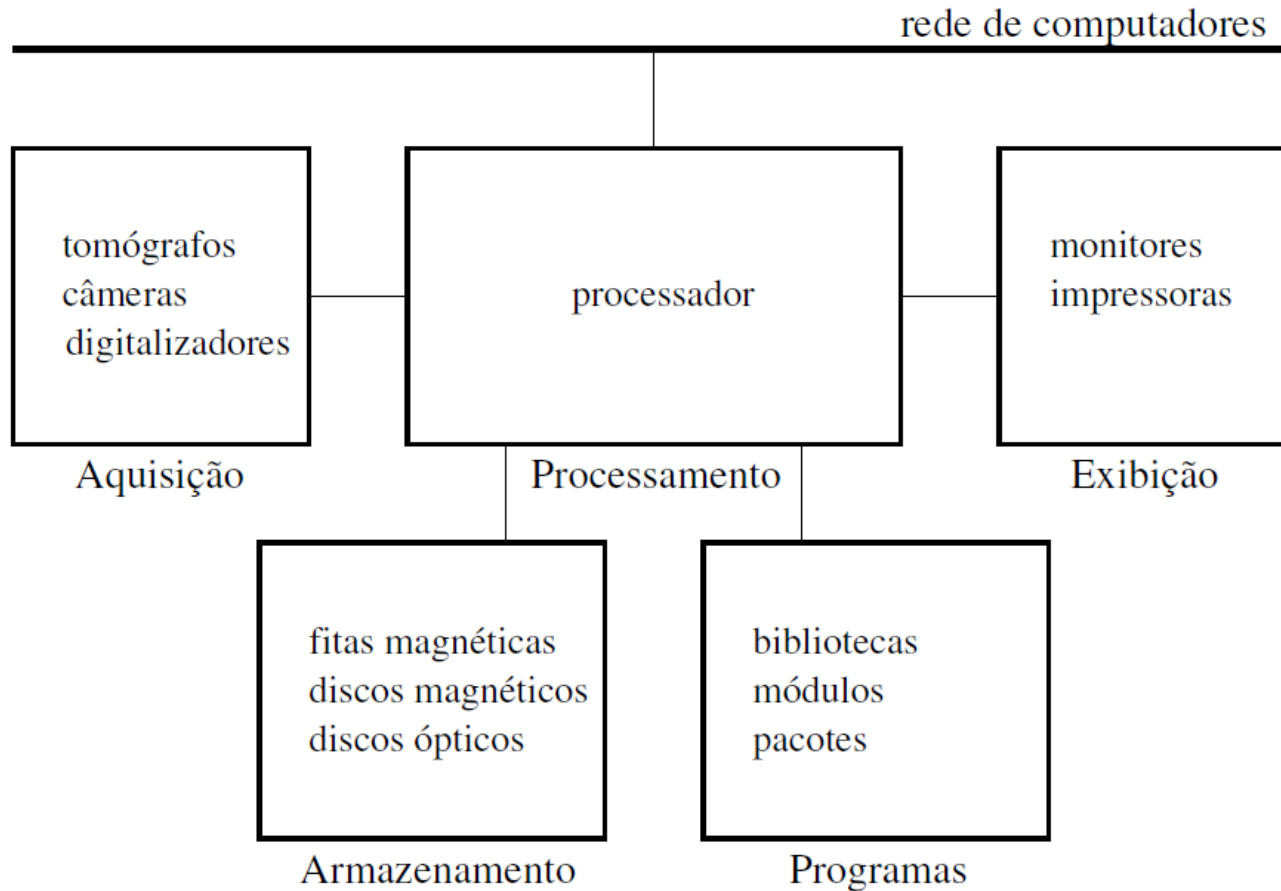 rede de computadores
tomógrafos
câmeras
digitalizadores
Aquisição
processador
Processamento
monitores
impressoras
Exibição
fitas magnéticas
discos magnéticos
discos ópticos
Armazenamento
bibliotecas
módulos
pacotes
Programas